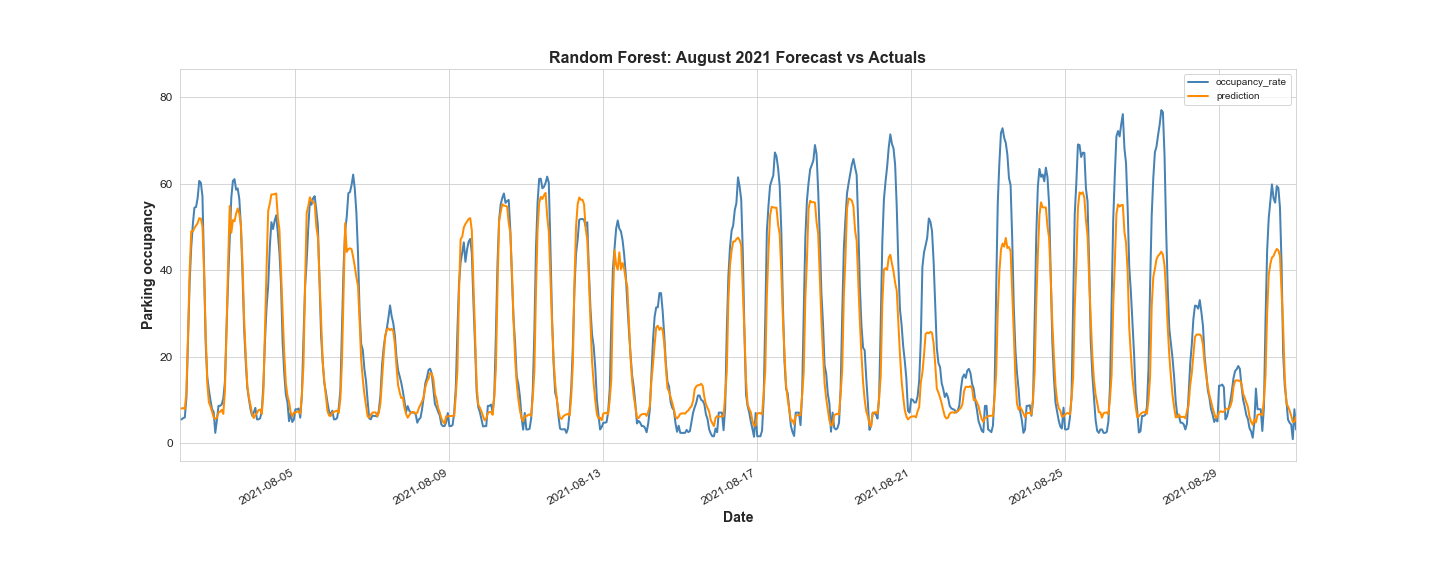 Random Forest: August 2021 Forecast vs Actuals
occupancy_rate
prediction
Parking occupancy
80
60
40
20
0
2021-08-05
2021-08-09
2021-08-13
2021-08-17
2021-08-21
2021-08-25
2021-08-29
Date